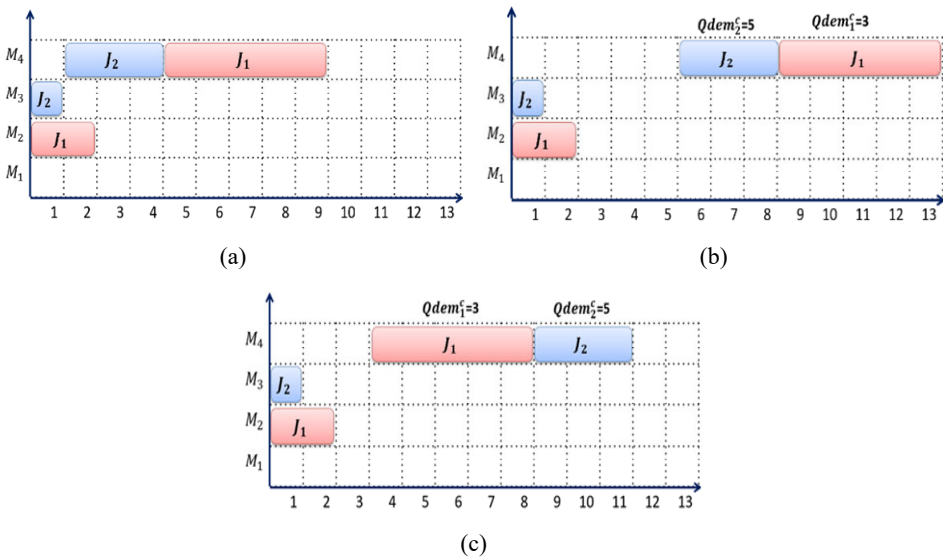 M₄ J₂ J₁
M₃ J₂
M₂ J₁
M₁
1 2 3 4 5 6 7 8 9 10 11 12 13
(a)
Qdem₂ᶜ=5 Qdem₁ᶜ=3
M₄ J₂ J₁
M₃ J₂
M₂ J₁
M₁
1 2 3 4 5 6 7 8 9 10 11 12 13
(b)
Qdem₁ᶜ=3 Qdem₂ᶜ=5
M₄ J₁ J₂
M₃ J₂
M₂ J₁
M₁
1 2 3 4 5 6 7 8 9 10 11 12 13
(c)